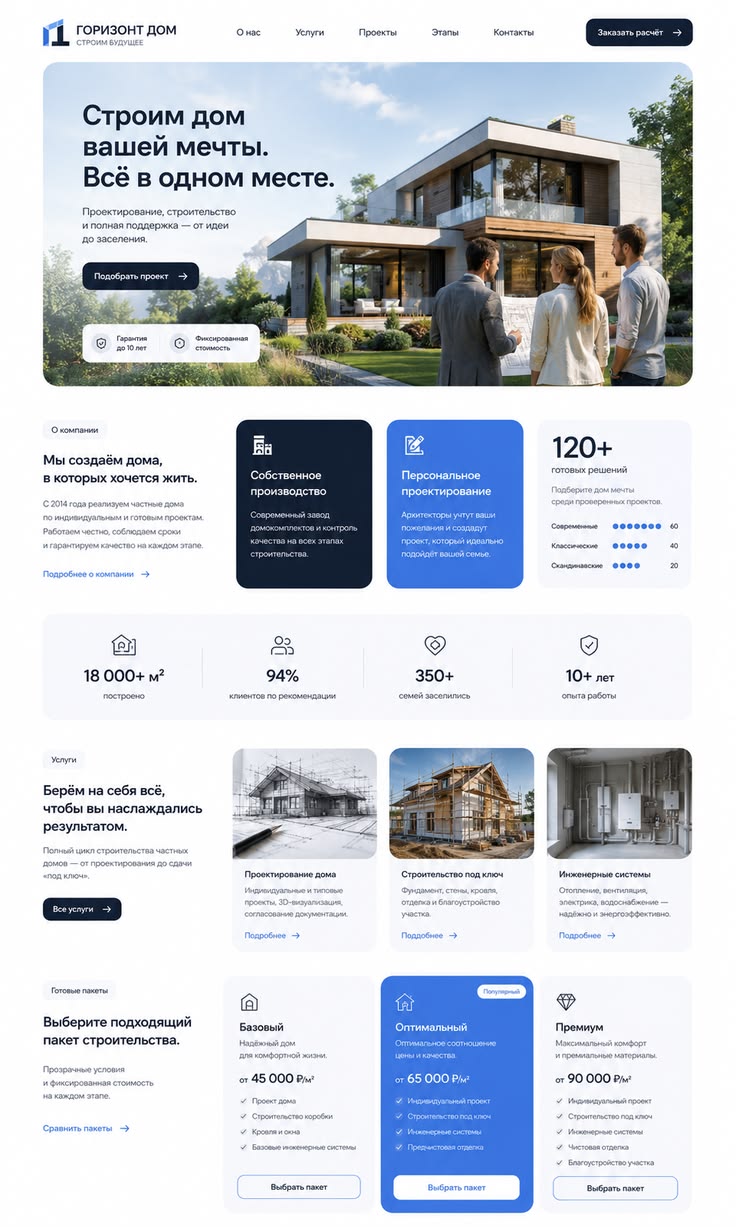 ГОРИЗОНТ ДОМ
СТРОИМ БУДУЩЕЕ
О нас
Услуги
Проекты
Этапы
Контакты
Заказать расчёт
Строим дом
вашей мечты.
Всё в одном месте.
Проектирование, строительство
и полная поддержка — от идеи
до заселения.
Подобрать проект
Гарантия
до 10 лет
Фиксированная
стоимость
О компании
Мы создаём дома,
в которых хочется жить.
С 2014 года реализуем частные дома
по индивидуальным и готовым проектам.
Работаем честно, соблюдаем сроки
и гарантируем качество на каждом этапе.
Подробнее о компании
Собственное
производство
Современный завод
домокомплектов и контроль
качества на всех этапах
строительства.
Персональное
проектирование
Архитекторы учтут ваши
пожелания и создадут
проект, который идеально
подойдёт вашей семье.
120+
готовых решений
Подберите дом мечты
среди проверенных проектов.
Современные 60
Классические 40
Скандинавские 20
18 000+ м²
построено
94%
клиентов по рекомендации
350+
семей заселились
10+ лет
опыта работы
Услуги
Берём на себя всё,
чтобы вы наслаждались
результатом.
Полный цикл строительства частных
домов — от проектирования до сдачи
«под ключ».
Все услуги
Проектирование дома
Индивидуальные и типовые
проекты, 3D-визуализация,
согласование документации.
Подробнее
Строительство под ключ
Фундамент, стены, кровля,
отделка и благоустройство
участка.
Поддобнее
Инженерные системы
Отопление, вентиляция,
электрика, водоснабжение —
надёжно и энергоэффективно.
Подробнее
Готовые пакеты
Выберите подходящий
пакет строительства.
Прозрачные условия
и фиксированная стоимость
на каждом этапе.
Сравнить пакеты
Базовый
Надёжный дом
для комфортной жизни.
от 45 000 ₽/м²
Проект дома
Строительство коробки
Кровля и окна
Базовые инженерные системы
Выбрать пакет
Популярный
Оптимальный
Оптимальное соотношение
цены и качества.
от 65 000 ₽/м²
Индивидуальный проект
Строительство под ключ
Инженерные системы
Предчистовая отделка
Выбрать пакет
Премиум
Максимальный комфорт
и премиальные материалы.
от 90 000 ₽/м²
Индивидуальный проект
Строительство под ключ
Инженерные системы
Чистовая отделка
Благоустройство участка
Выбрать пакет